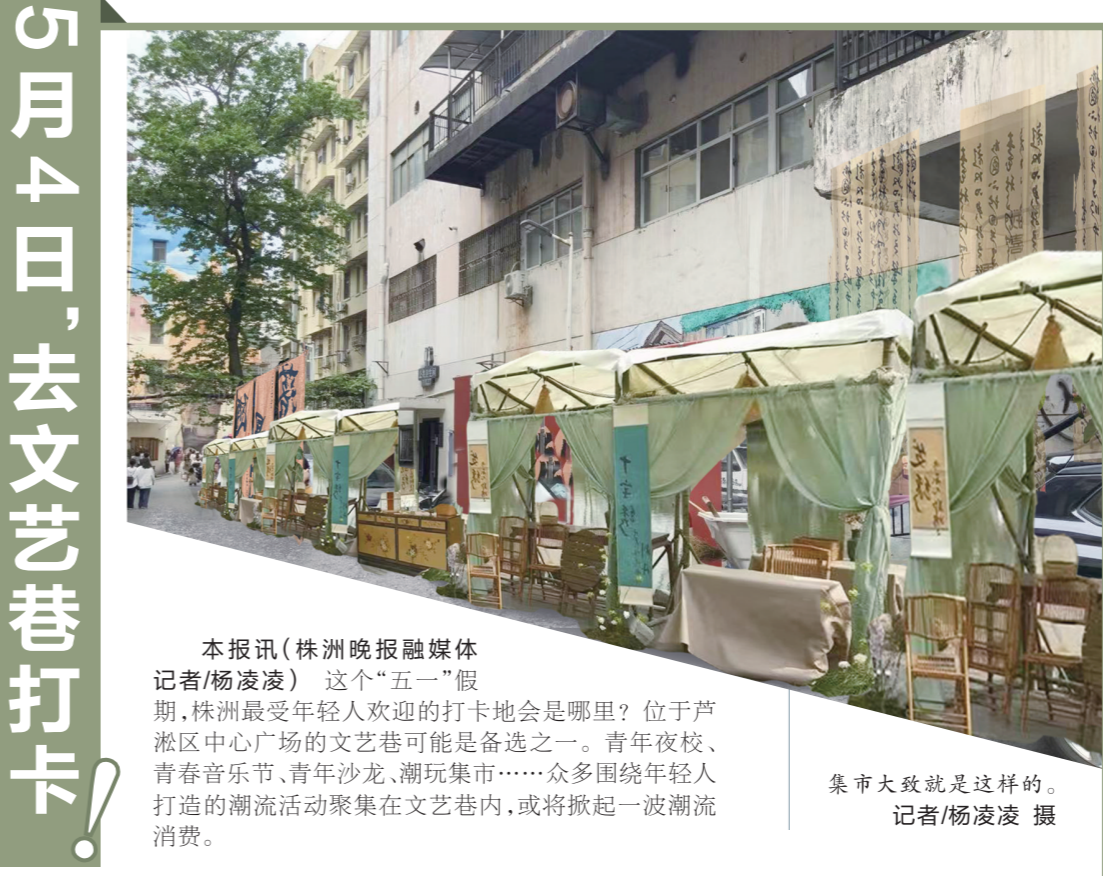 5月4日,去文艺巷打卡!
本报讯(株洲晚报融媒体
记者/杨凌凌) 这个“五一”假
期,株洲最受年轻人欢迎的打卡地会是哪里?位于芦
淞区中心广场的文艺巷可能是备选之一。青年夜校、
青春音乐节、青年沙龙、潮玩集市……众多围绕年轻人
打造的潮流活动聚集在文艺巷内,或将掀起一波潮流
消费。
集市大致就是这样的。
记者/杨凌凌 摄